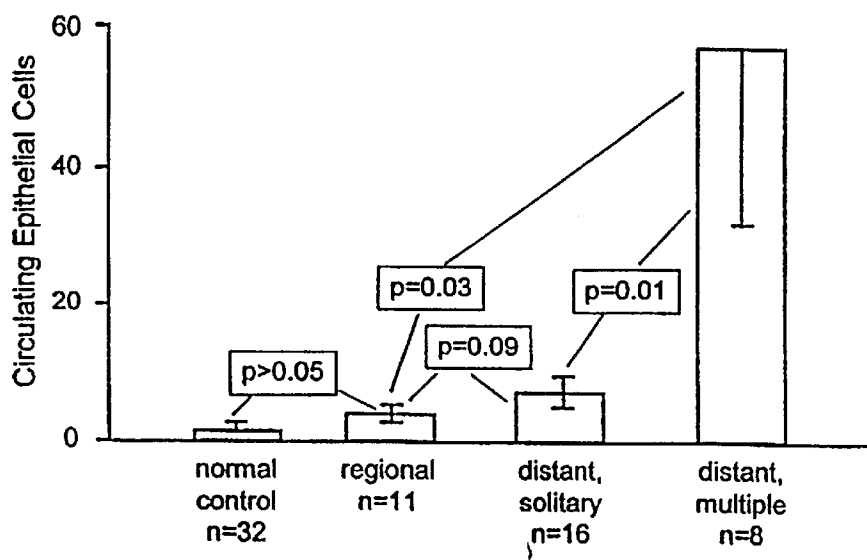 Circulating Epithelial Cells
60
40
20
0
p>0.05
p=0.03
p=0.09
p=0.01
normal
control
n=32
regional
n=11
distant,
solitary
n=16
distant,
multiple
n=8